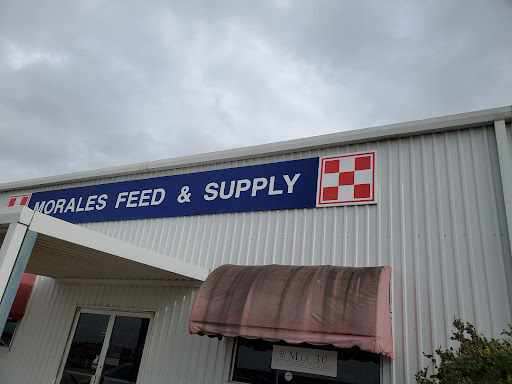 MORALES FEED & SUPPLY
MIX 30